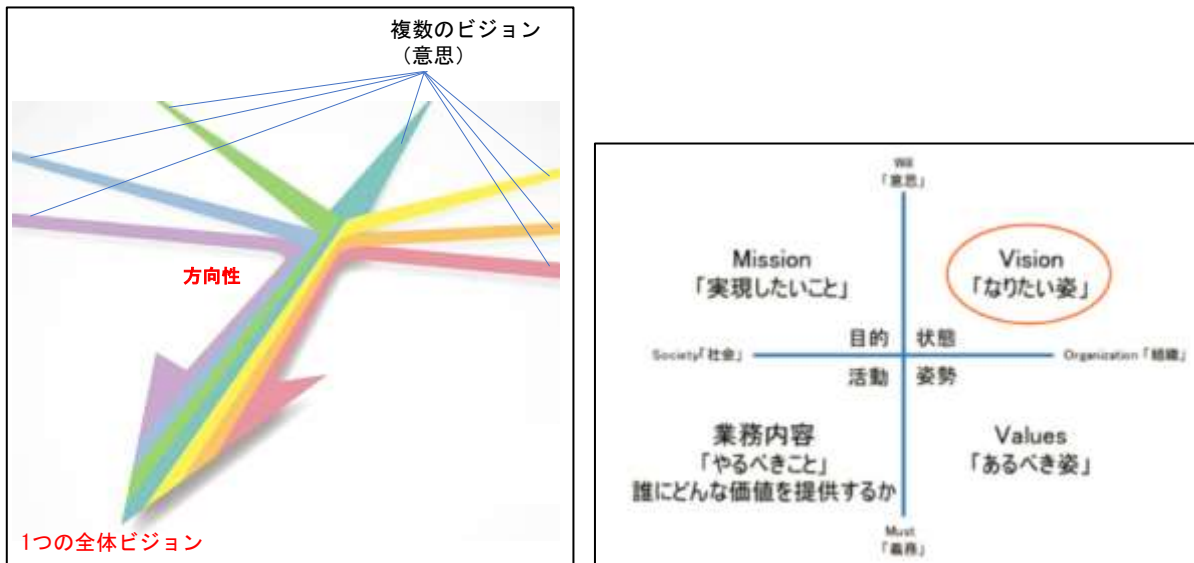 複数のビジョン
（意思）
方向性
1つの全体ビジョン
Will
「意思」
Mission
「実現したいこと」
Vision
「なりたい姿」
目的 状態
Society「社会」
Organization「組織」
活動 姿勢
業務内容
「やるべきこと」
誰にどんな価値を提供するか
Values
「あるべき姿」
Must
「義務」